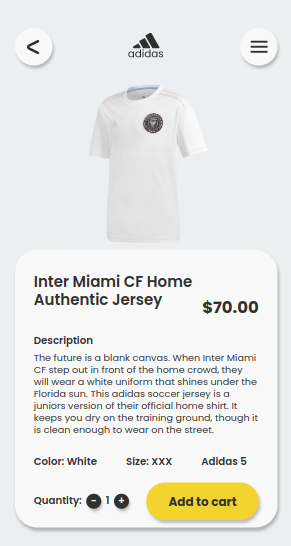 <
adidas
Inter Miami CF Home
Authentic Jersey
$70.00
Description
The future is a blank canvas. When Inter Miami
CF step out in front of the home crowd, they
will wear a white uniform that shines under the
Florida sun. This adidas soccer jersey is a
juniors version of their official home shirt. It
keeps you dry on the training ground, though it
is clean enough to wear on the street.
Color: White Size: XXX Adidas 5
Quantity: - 1 + Add to cart